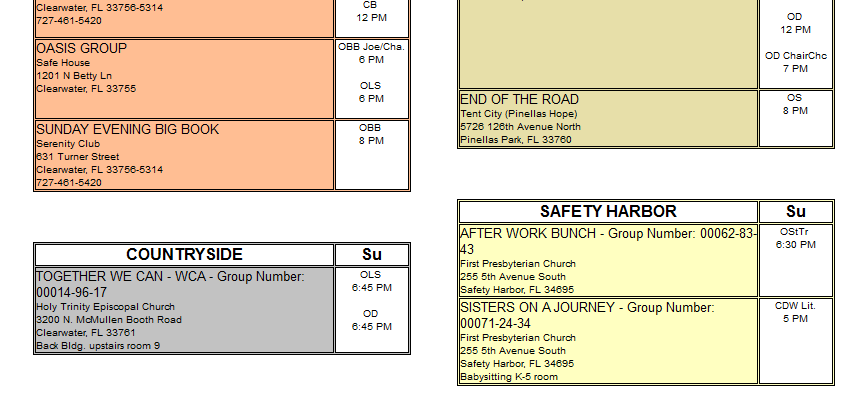 Clearwater, FL 33756-5314
727-461-5420
CB
12 PM
OASIS GROUP
Safe House
1201 N Betty Ln
Clearwater, FL 33755
OBB Joe/Cha.
6 PM
OLS
6 PM
SUNDAY EVENING BIG BOOK
Serenity Club
631 Turner Street
Clearwater, FL 33756-5314
727-461-5420
OBB
8 PM
COUNTRYSIDE
Su
TOGETHER WE CAN - WCA - Group Number:
00014-96-17
Holy Trinity Episcopal Church
3200 N. McMullen Booth Road
Clearwater, FL 33761
Back Bldg. upstairs room 9
OLS
6:45 PM
OD
6:45 PM
OD
12 PM
OD ChairChc
7 PM
END OF THE ROAD
Tent City (Pinellas Hope)
5726 126th Avenue North
Pinellas Park, FL 33760
OS
8 PM
SAFETY HARBOR
Su
AFTER WORK BUNCH - Group Number: 00062-83-
43
First Presbyterian Church
255 5th Avenue South
Safety Harbor, FL 34695
OStTr
6:30 PM
SISTERS ON A JOURNEY - Group Number:
00071-24-34
First Presbyterian Church
255 5th Avenue South
Safety Harbor, FL 34695
Babysitting K-5 room
CDW Lit.
5 PM